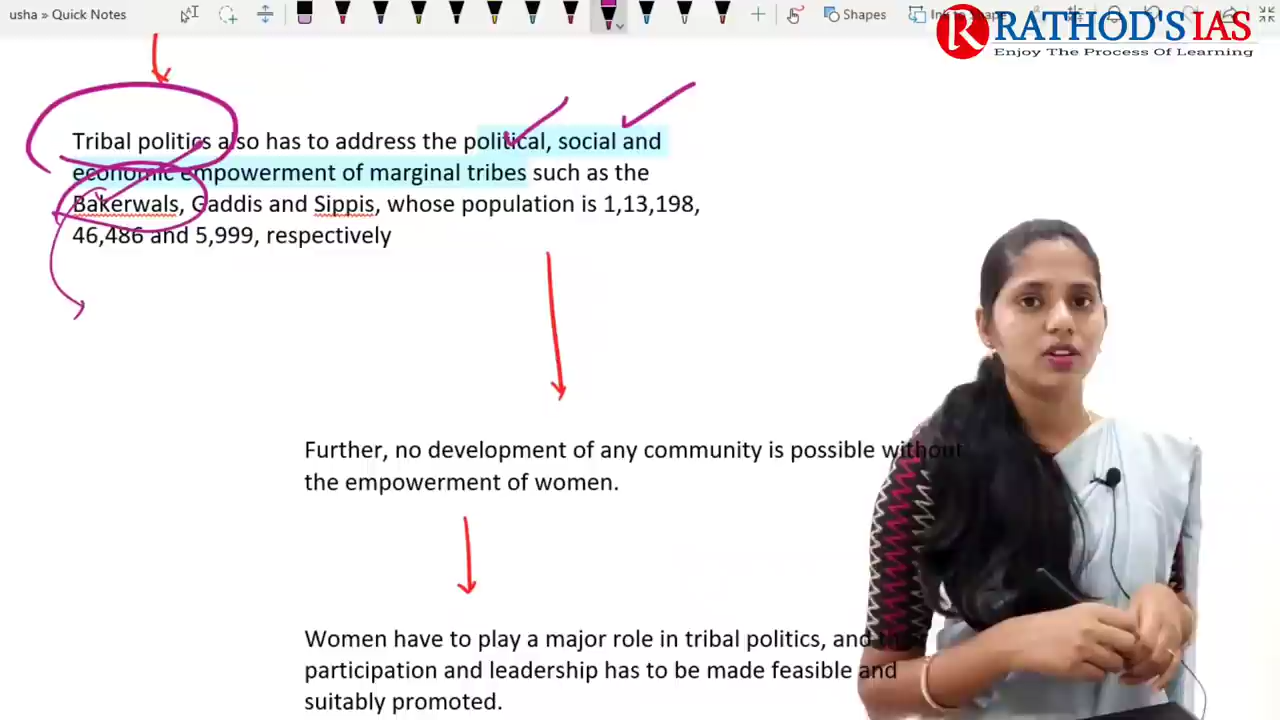 usha » Quick Notes
Shapes
RATHOD'S IAS
Enjoy The Process Of Learning
Tribal politics also has to address the political, social and
economic empowerment of marginal tribes such as the
Bakerwals, Gaddis and Sippis, whose population is 1,13,198,
46,486 and 5,999, respectively
Further, no development of any community is possible without
the empowerment of women.
Women have to play a major role in tribal politics, and
participation and leadership has to be made feasible and
suitably promoted.